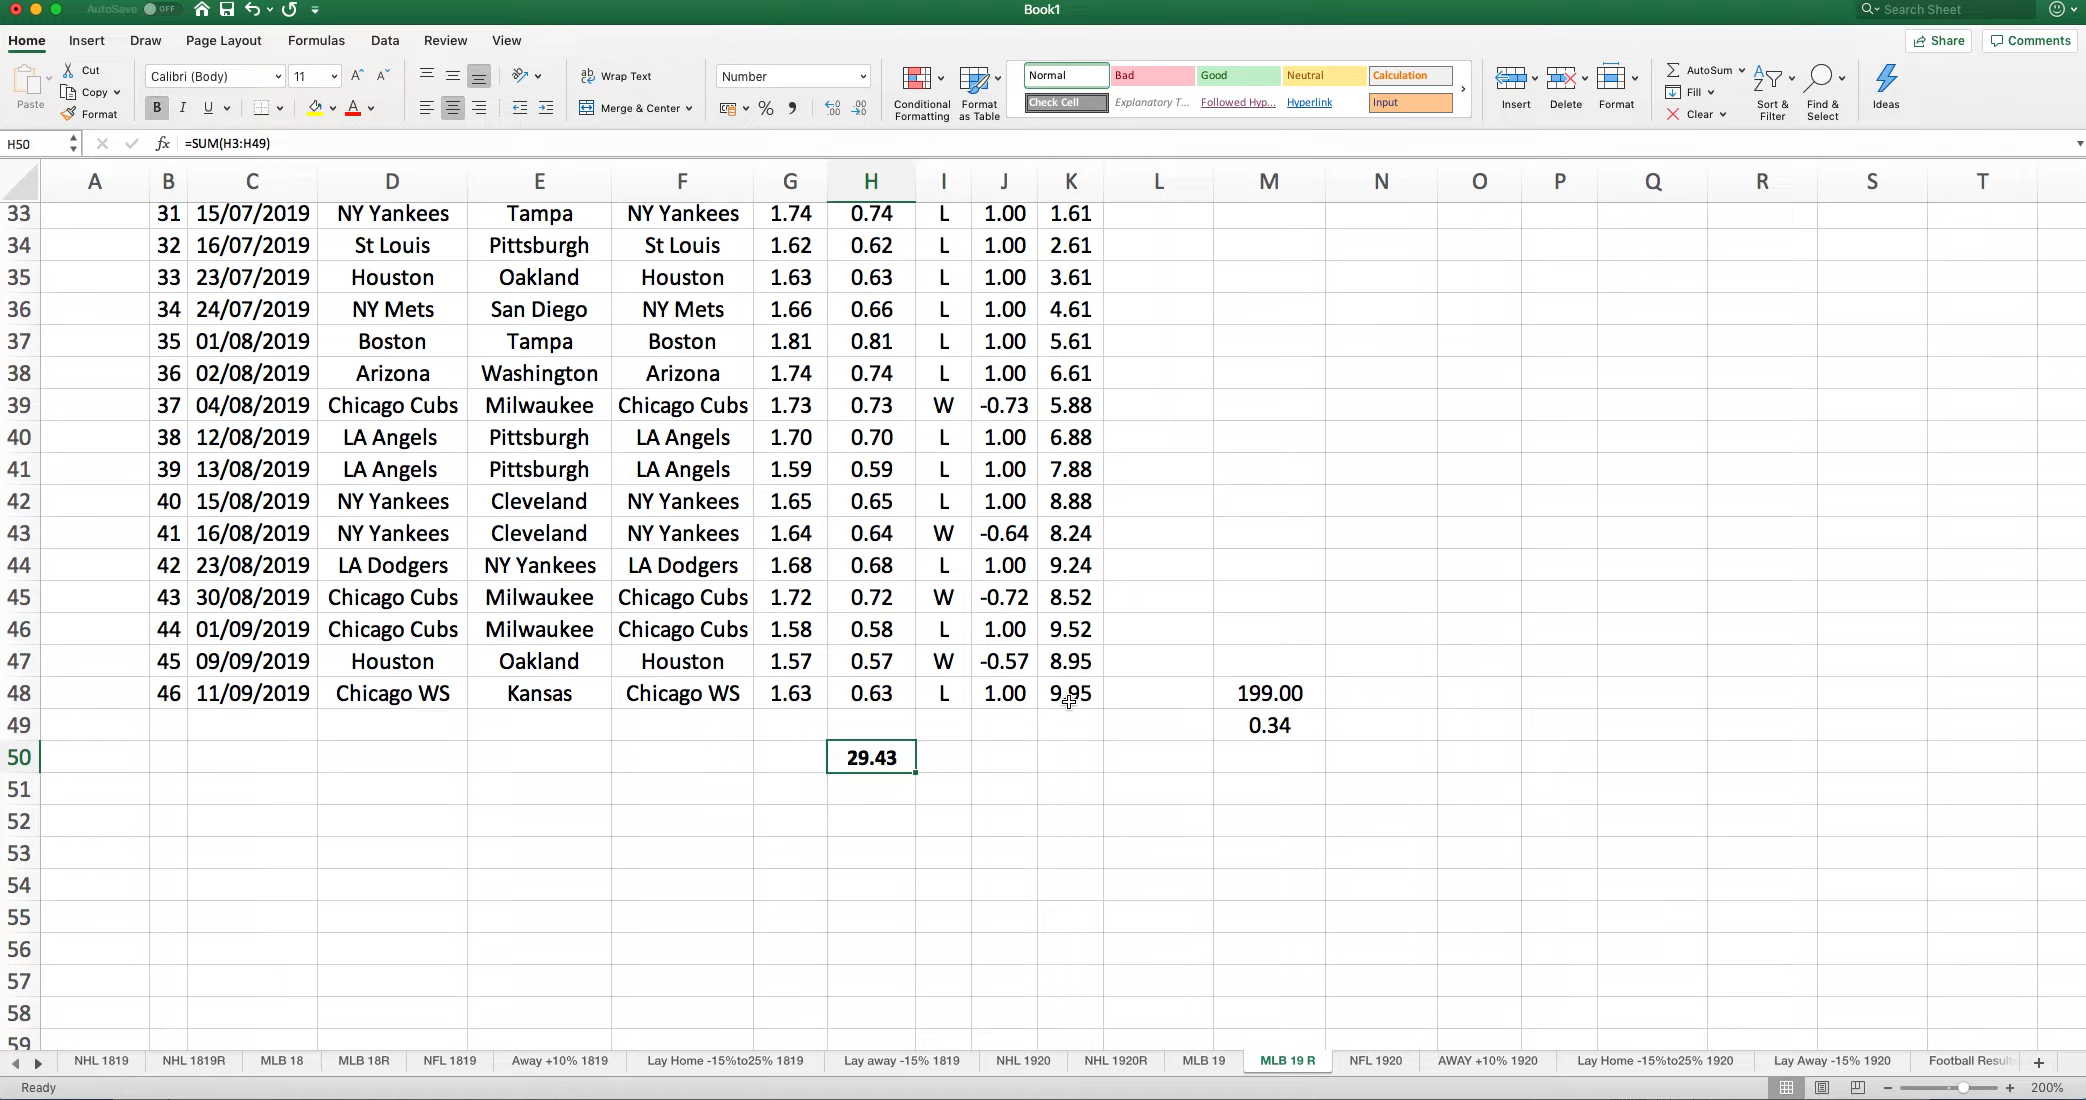 AutoSave OFF Book1 Search Sheet
Home Insert Draw Page Layout Formulas Data Review View Share Comments
Paste Cut Copy Format
Calibri (Body) 11 A^ Aˇ
B I U A
ab Wrap Text
Merge & Center
Number
% 9 .0 .00
Conditional Formatting
Format as Table
Normal Bad Good Neutral Calculation
Check Cell Explanatory T... Followed Hyp... Hyperlink Input
Insert Delete Format
AutoSum Fill Clear
Sort & Filter
Find & Select
Ideas
H50 fx =SUM(H3:H49)
A B C D E F G H I J K L M N O P Q R S T
33 31 15/07/2019 NY Yankees Tampa NY Yankees 1.74 0.74 L 1.00 1.61
34 32 16/07/2019 St Louis Pittsburgh St Louis 1.62 0.62 L 1.00 2.61
35 33 23/07/2019 Houston Oakland Houston 1.63 0.63 L 1.00 3.61
36 34 24/07/2019 NY Mets San Diego NY Mets 1.66 0.66 L 1.00 4.61
37 35 01/08/2019 Boston Tampa Boston 1.81 0.81 L 1.00 5.61
38 36 02/08/2019 Arizona Washington Arizona 1.74 0.74 L 1.00 6.61
39 37 04/08/2019 Chicago Cubs Milwaukee Chicago Cubs 1.73 0.73 W -0.73 5.88
40 38 12/08/2019 LA Angels Pittsburgh LA Angels 1.70 0.70 L 1.00 6.88
41 39 13/08/2019 LA Angels Pittsburgh LA Angels 1.59 0.59 L 1.00 7.88
42 40 15/08/2019 NY Yankees Cleveland NY Yankees 1.65 0.65 L 1.00 8.88
43 41 16/08/2019 NY Yankees Cleveland NY Yankees 1.64 0.64 W -0.64 8.24
44 42 23/08/2019 LA Dodgers NY Yankees LA Dodgers 1.68 0.68 L 1.00 9.24
45 43 30/08/2019 Chicago Cubs Milwaukee Chicago Cubs 1.72 0.72 W -0.72 8.52
46 44 01/09/2019 Chicago Cubs Milwaukee Chicago Cubs 1.58 0.58 L 1.00 9.52
47 45 09/09/2019 Houston Oakland Houston 1.57 0.57 W -0.57 8.95
48 46 11/09/2019 Chicago WS Kansas Chicago WS 1.63 0.63 L 1.00 9.95 199.00
49 0.34
50 29.43
51
52
53
54
55
56
57
58
59
NHL 1819 NHL 1819R MLB 18 MLB 18R NFL 1819 Away +10% 1819 Lay Home -15%to25% 1819 Lay away -15% 1819 NHL 1920 NHL 1920R MLB 19 MLB 19 R NFL 1920 AWAY +10% 1920 Lay Home -15%to25% 1920 Lay Away -15% 1920 Football Result
Ready 200%